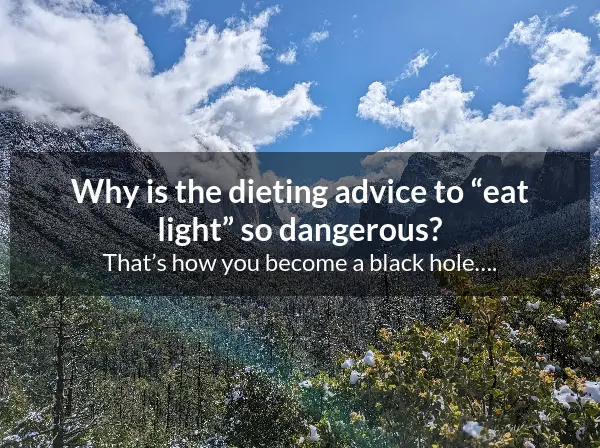 Why is the dieting advice to “eat
light” so dangerous?
That’s how you become a black hole....